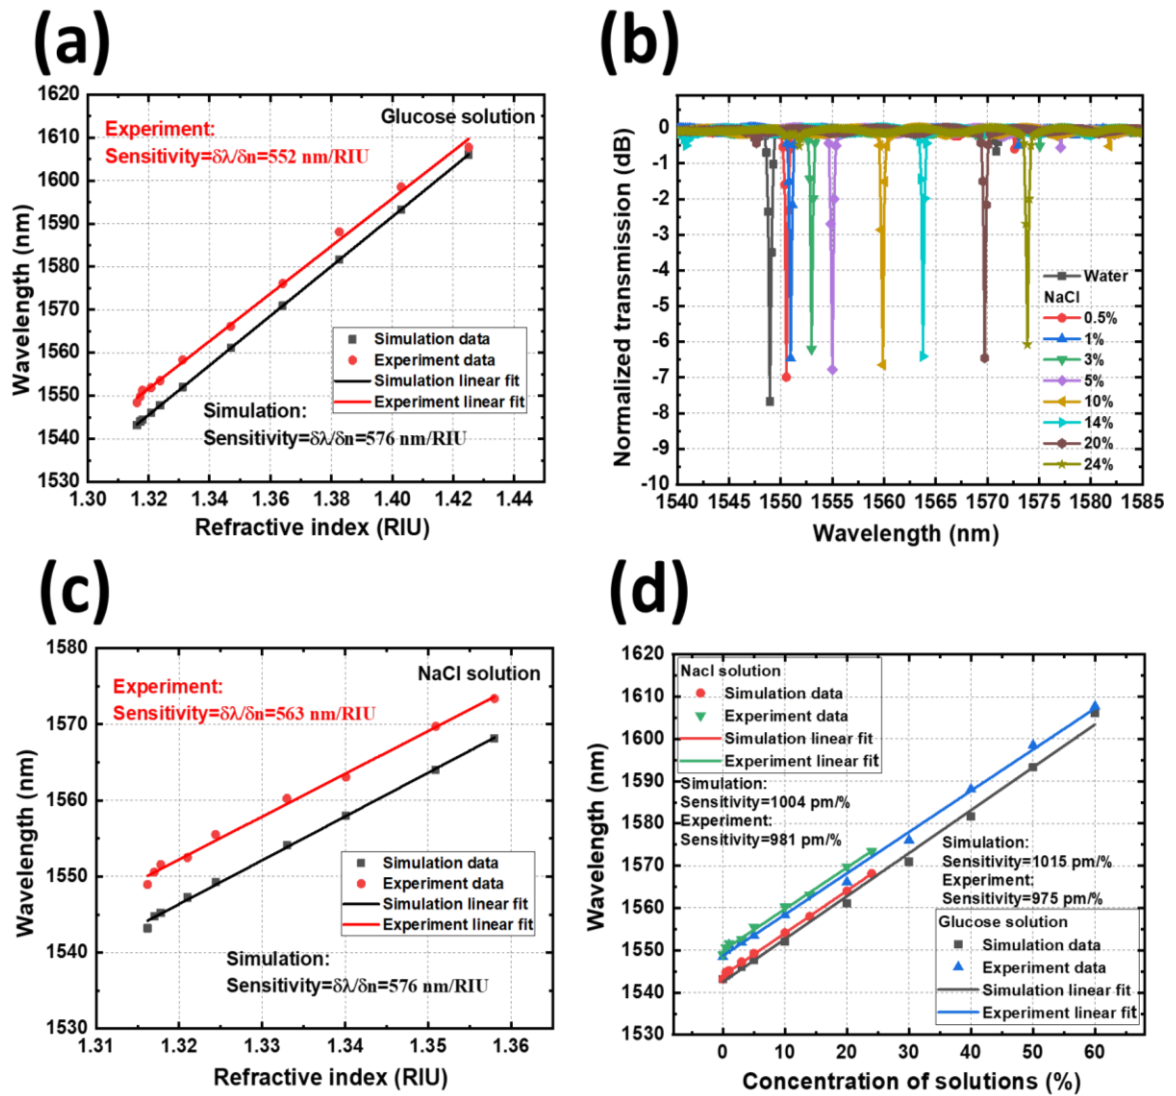 (a)
1620
1610
1600
1590
1580
1570
1560
1550
1540
1530
1.30
1.32
1.34
1.36
1.38
1.40
1.42
1.44
Wavelength (nm)
Refractive index (RIU)
Glucose solution
Experiment:
Sensitivity=δλ/δn=552 nm/RIU
Simulation data
Experiment data
Simulation linear fit
Experiment linear fit
Simulation:
Sensitivity=δλ/δn=576 nm/RIU
(b)
0
-1
-2
-3
-4
-5
-6
-7
-8
-9
-10
1540
1545
1550
1555
1560
1565
1570
1575
1580
1585
Normalized transmission (dB)
Wavelength (nm)
Water
NaCl
0.5%
1%
3%
5%
10%
14%
20%
24%
(c)
1580
1570
1560
1550
1540
1530
1.31
1.32
1.33
1.34
1.35
1.36
Wavelength (nm)
Refractive index (RIU)
NaCl solution
Experiment:
Sensitivity=δλ/δn=563 nm/RIU
Simulation data
Experiment data
Simulation linear fit
Experiment linear fit
Simulation:
Sensitivity=δλ/δn=576 nm/RIU
(d)
1620
1610
1600
1590
1580
1570
1560
1550
1540
1530
0
10
20
30
40
50
60
Wavelength (nm)
Concentration of solutions (%)
Nacl solution
Simulation data
Experiment data
Simulation linear fit
Experiment linear fit
Simulation:
Sensitivity=1004 pm/%
Experiment:
Sensitivity=981 pm/%
Simulation:
Sensitivity=1015 pm/%
Experiment:
Sensitivity=975 pm/%
Glucose solution
Simulation data
Experiment data
Simulation linear fit
Experiment linear fit